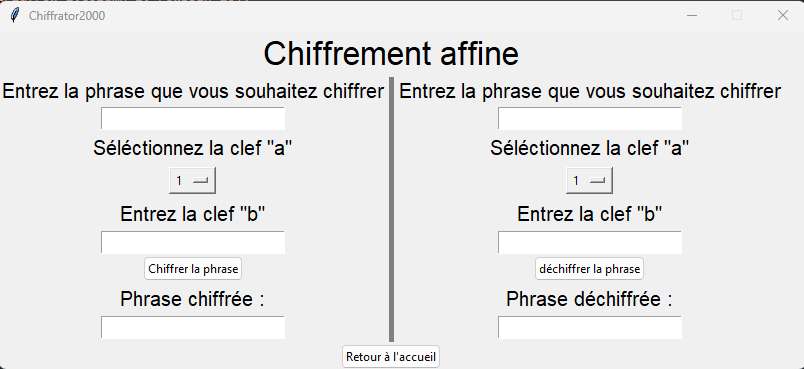 Chiffrator2000
Chiffrement affine
Entrez la phrase que vous souhaitez chiffrer
Séléctionnez la clef "a"
1
Entrez la clef "b"
Chiffrer la phrase
Phrase chiffrée :
Entrez la phrase que vous souhaitez chiffrer
Séléctionnez la clef "a"
1
Entrez la clef "b"
déchiffrer la phrase
Phrase déchiffrée :
Retour à l'accueil